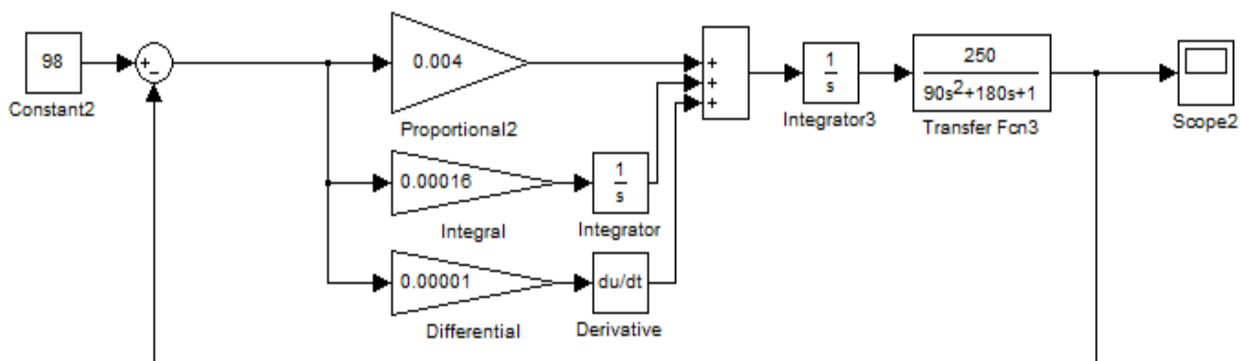 98
Constant2
+
−
0.004
Proportional2
0.00016
Integral
1
s
Integrator
0.00001
Differential
du/dt
Derivative
+
+
+
1
s
Integrator3
250
90s²+180s+1
Transfer Fcn3
Scope2